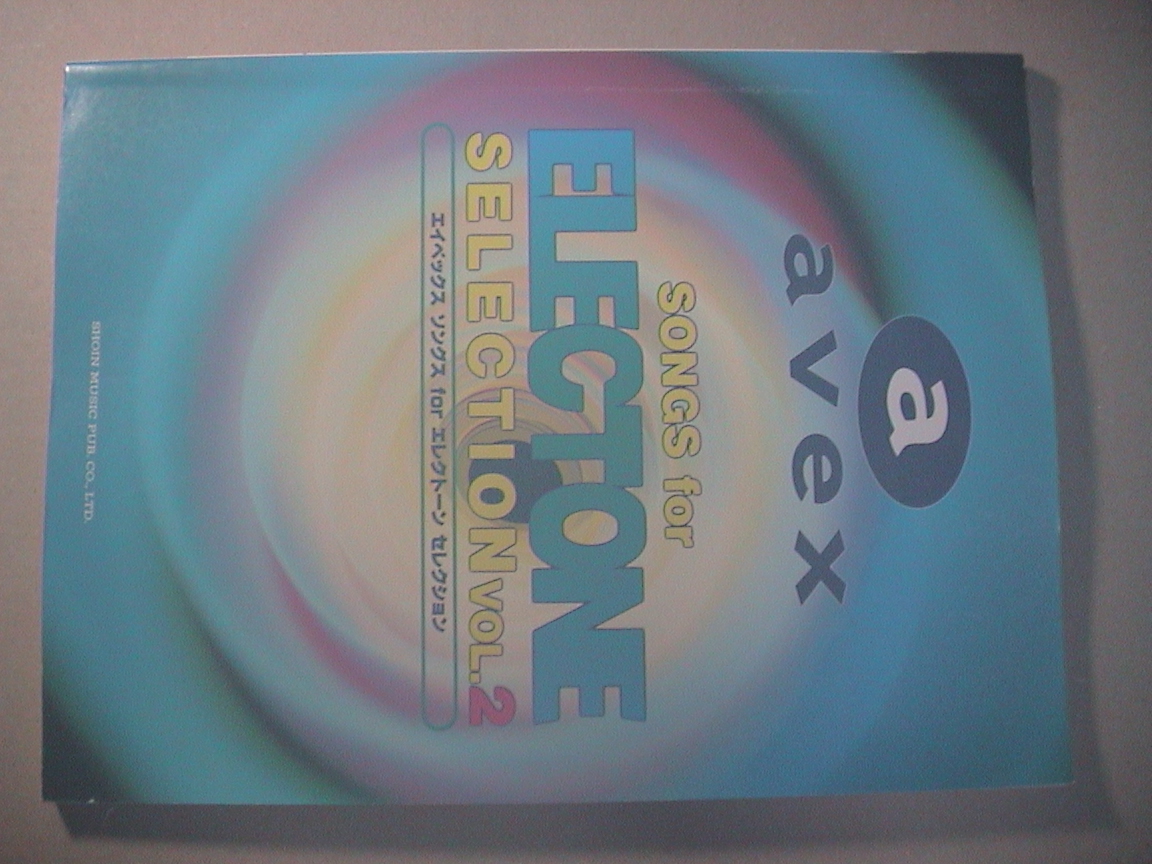 a
avex
SONGS for
ELECTONE
SELECTION VOL.2
エイベックス ソングス for エレクトーン セレクション
SHOIN MUSIC PUB. CO., LTD.